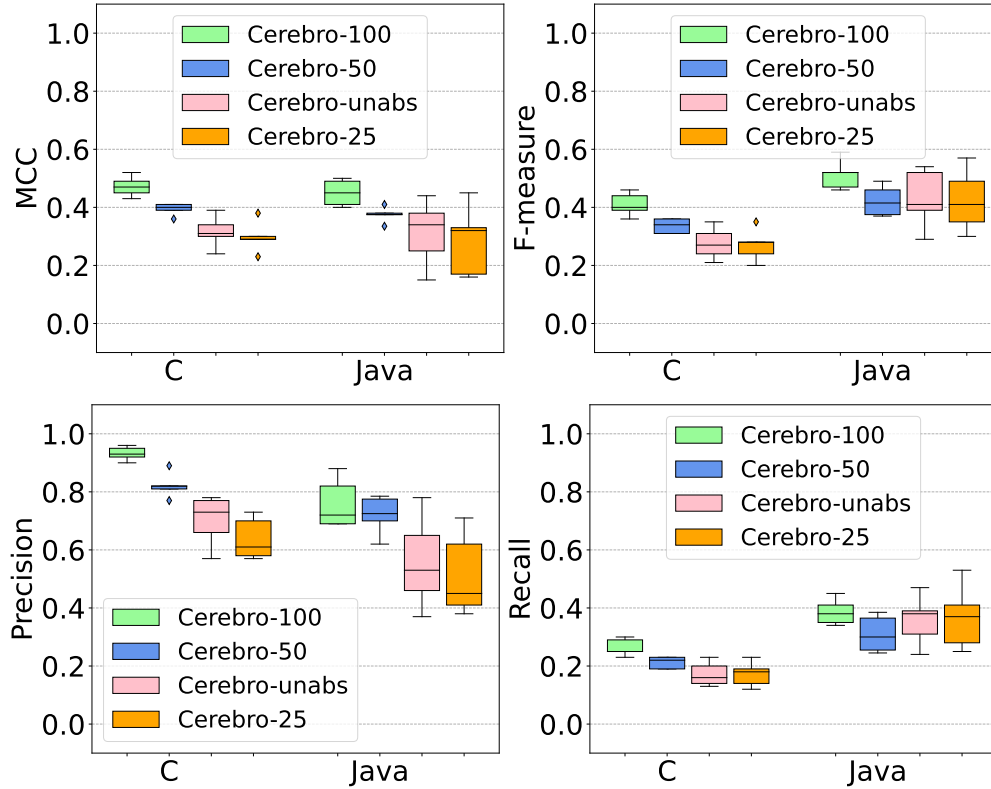 MCC
1.0
0.8
0.6
0.4
0.2
0.0
Cerebro-100
Cerebro-50
Cerebro-unabs
Cerebro-25
C
Java
F-measure
1.0
0.8
0.6
0.4
0.2
0.0
Cerebro-100
Cerebro-50
Cerebro-unabs
Cerebro-25
C
Java
Precision
1.0
0.8
0.6
0.4
0.2
0.0
Cerebro-100
Cerebro-50
Cerebro-unabs
Cerebro-25
C
Java
Recall
1.0
0.8
0.6
0.4
0.2
0.0
Cerebro-100
Cerebro-50
Cerebro-unabs
Cerebro-25
C
Java